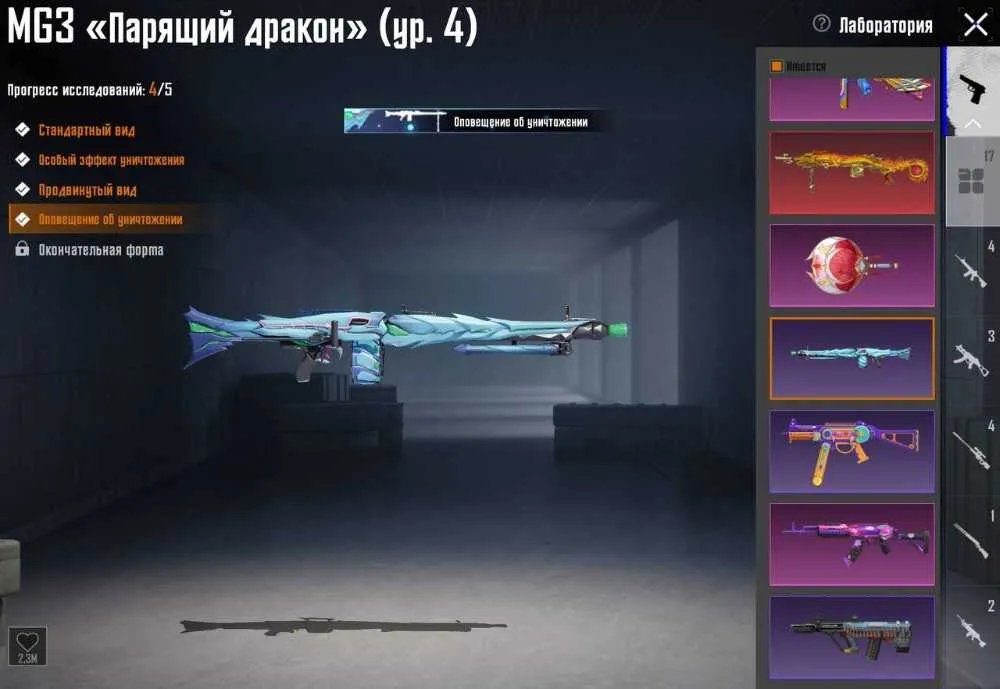 MG3 «Парящий дракон» (ур. 4)
Лаборатория
Прогресс исследований: 4/5
Стандартный вид
Особый эффект уничтожения
Продвинутый вид
Оповещение об уничтожении
Окончательная форма
Оповещение об уничтожении
Имеется
17
4
3
4
1
2
2,3M